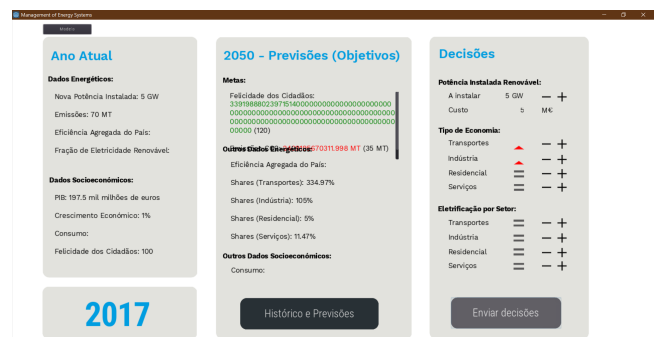 Management of Energy Systems
Modelo
Ano Atual
Dados Energéticos:
Nova Potência Instalada: 5 GW
Emissões: 70 MT
Eficiência Agregada do País:
Fração de Eletricidade Renovável:
Dados Socioeconómicos:
PIB: 197.5 mil milhões de euros
Crescimento Económico: 1%
Consumo:
Felicidade dos Cidadãos: 100
2017
2050 - Previsões (Objetivos)
Metas:
Felicidade dos Cidadãos:
00000 (120)
(35 MT)
Outros Dados Energéticos:
Eficiência Agregada do País:
Shares (Transportes): 334.97%
Shares (Indústria): 105%
Shares (Residencial): 5%
Shares (Serviços): 11.47%
Outros Dados Socioeconómicos:
Consumo:
Histórico e Previsões
Decisões
Potência Instalada Renovável:
A instalar 5 GW — +
Custo 5 M€
Tipo de Economia:
Transportes — +
Indústria — +
Residencial = — +
Serviços = — +
Eletrificação por Setor:
Transportes = — +
Indústria = — +
Residencial = — +
Serviços = — +
Enviar decisões